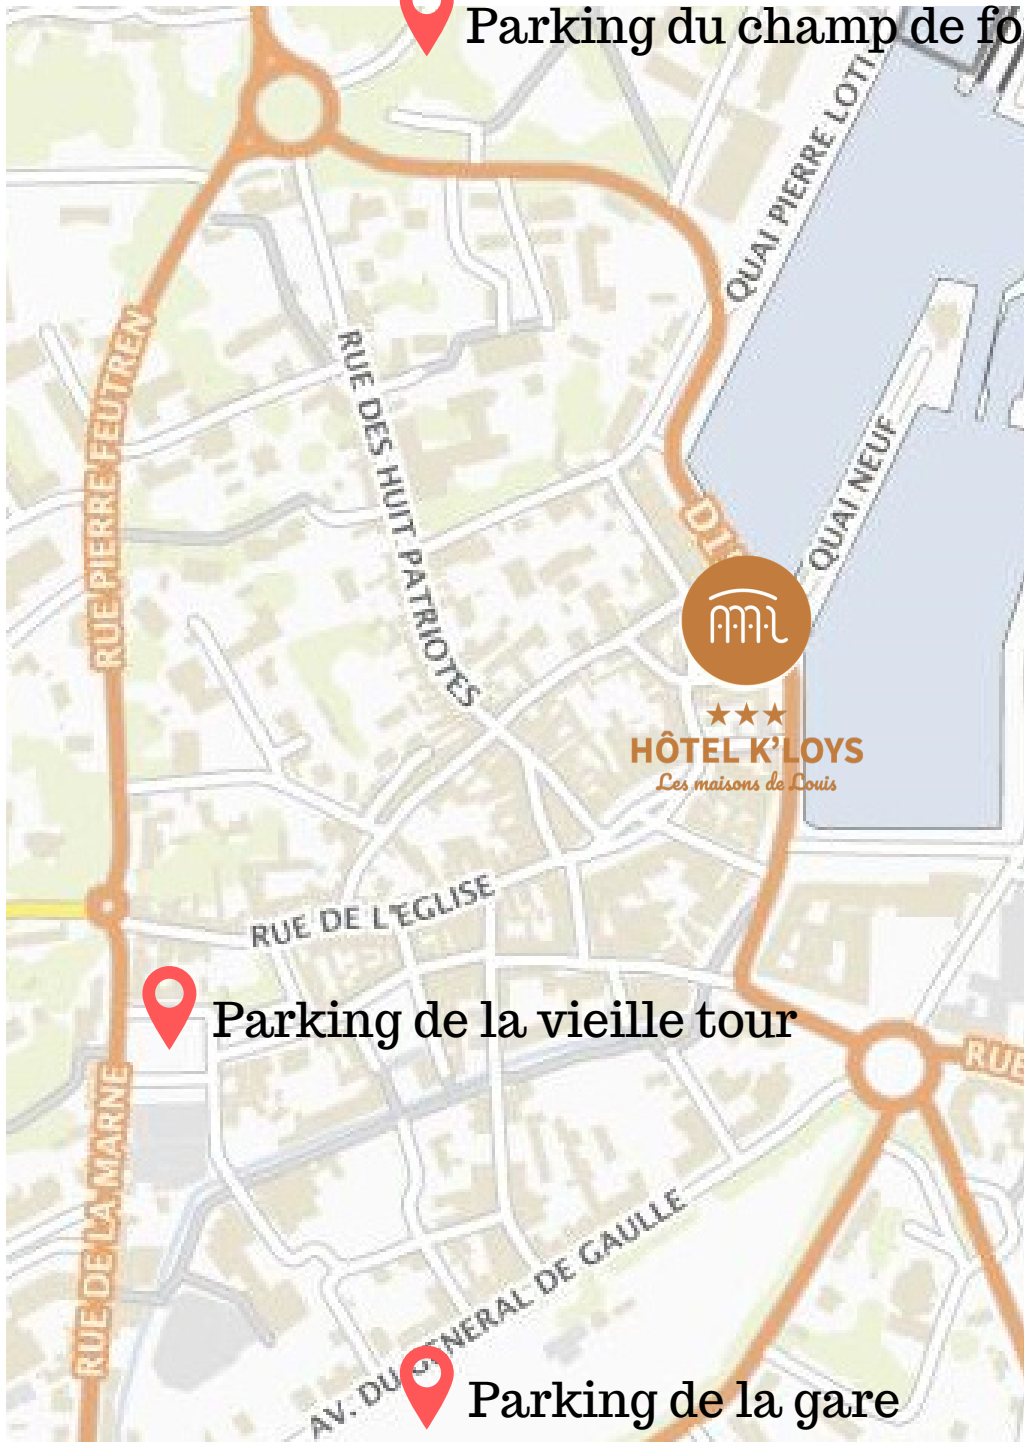 Parking du champ de fo
QUAI PIERRE LOTI
RUE PIERRE FEUTREN
RUE DES HUIT PATRIOTES
QUAI NEUF
HÔTEL K'LOYS
Les maisons de Louis
RUE DE L'EGLISE
Parking de la vieille tour
RUE
RUE DE LA MARNE
AV. DU GENERAL DE GAULLE
Parking de la gare